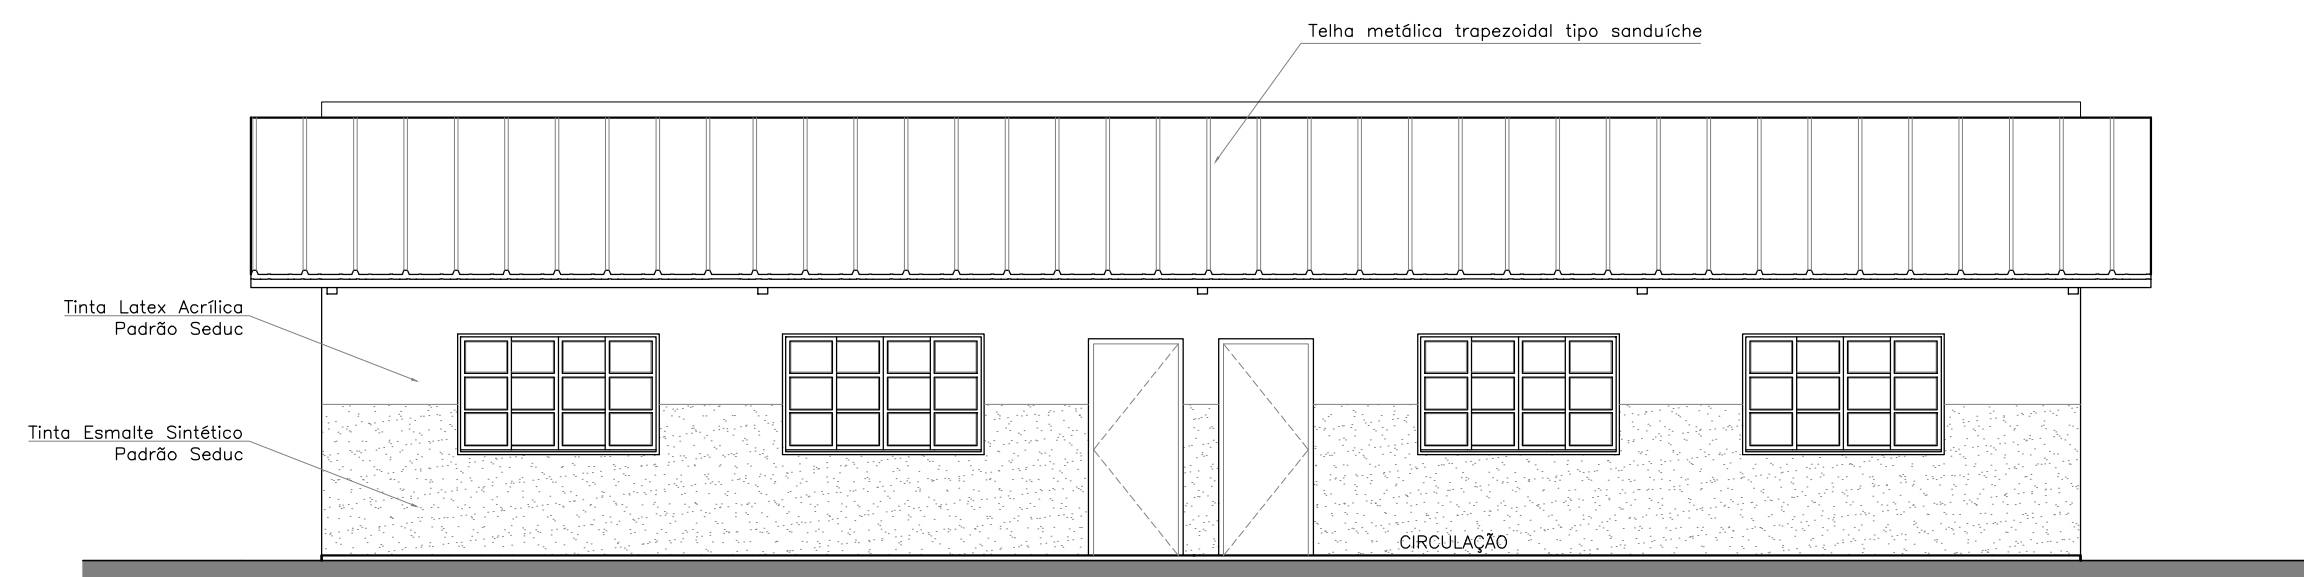 Telha metálica trapezoidal tipo sanduíche
Tinta Latex Acrílica
Padrão Seduc
Tinta Esmalte Sintético
Padrão Seduc
CIRCULAÇÃO